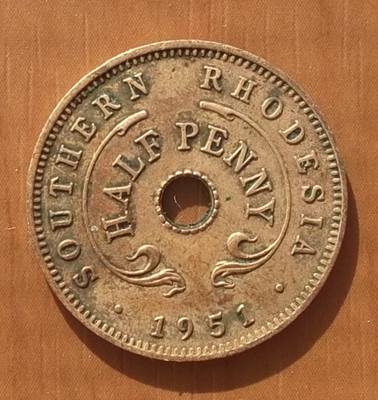 SOUTHERN RHODESIA
HALF PENNY
· 1951 ·